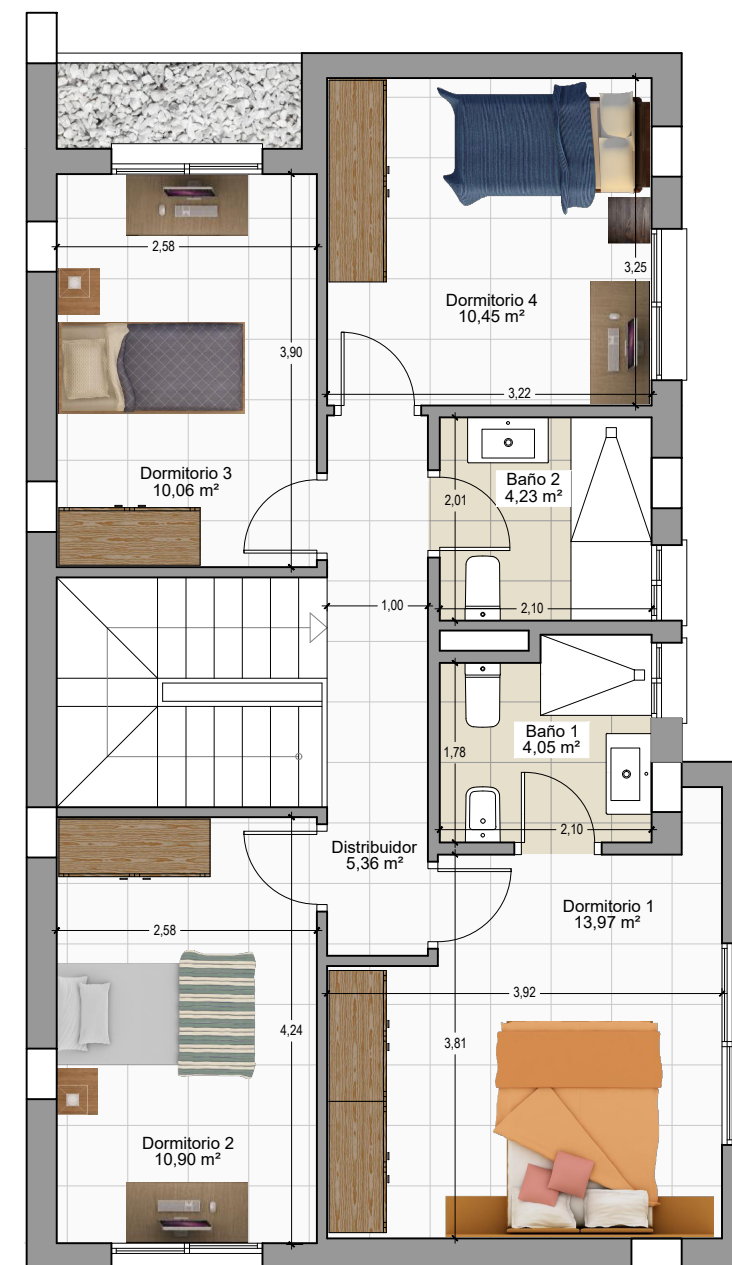 2,58
3,25
Dormitorio 4
10,45 m²
3,90
3,22
Dormitorio 3
10,06 m²
Baño 2
4,23 m²
2,01
1,00
2,10
Baño 1
4,05 m²
1,78
2,10
Distribuidor
5,36 m²
Dormitorio 1
13,97 m²
2,58
3,92
4,24
3,81
Dormitorio 2
10,90 m²